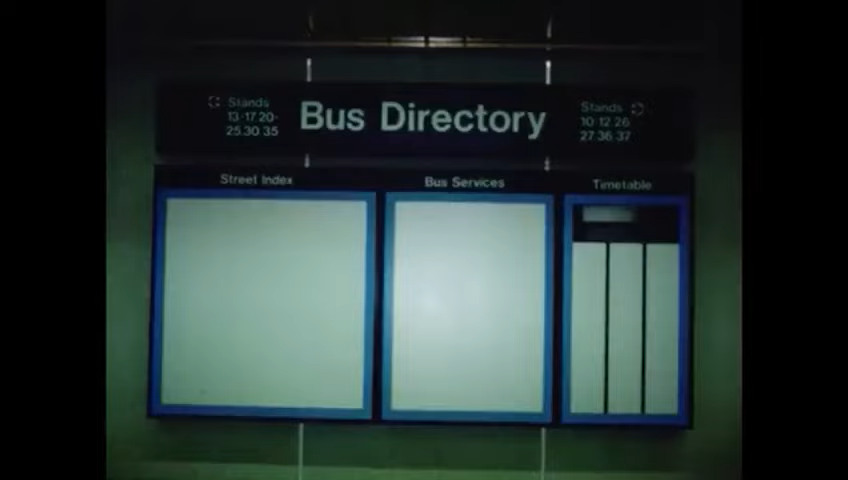 Bus Directory
Stands
13-17.20-
25.30 35
Stands
10 12 26
27 36 37
Street Index
Bus Services
Timetable